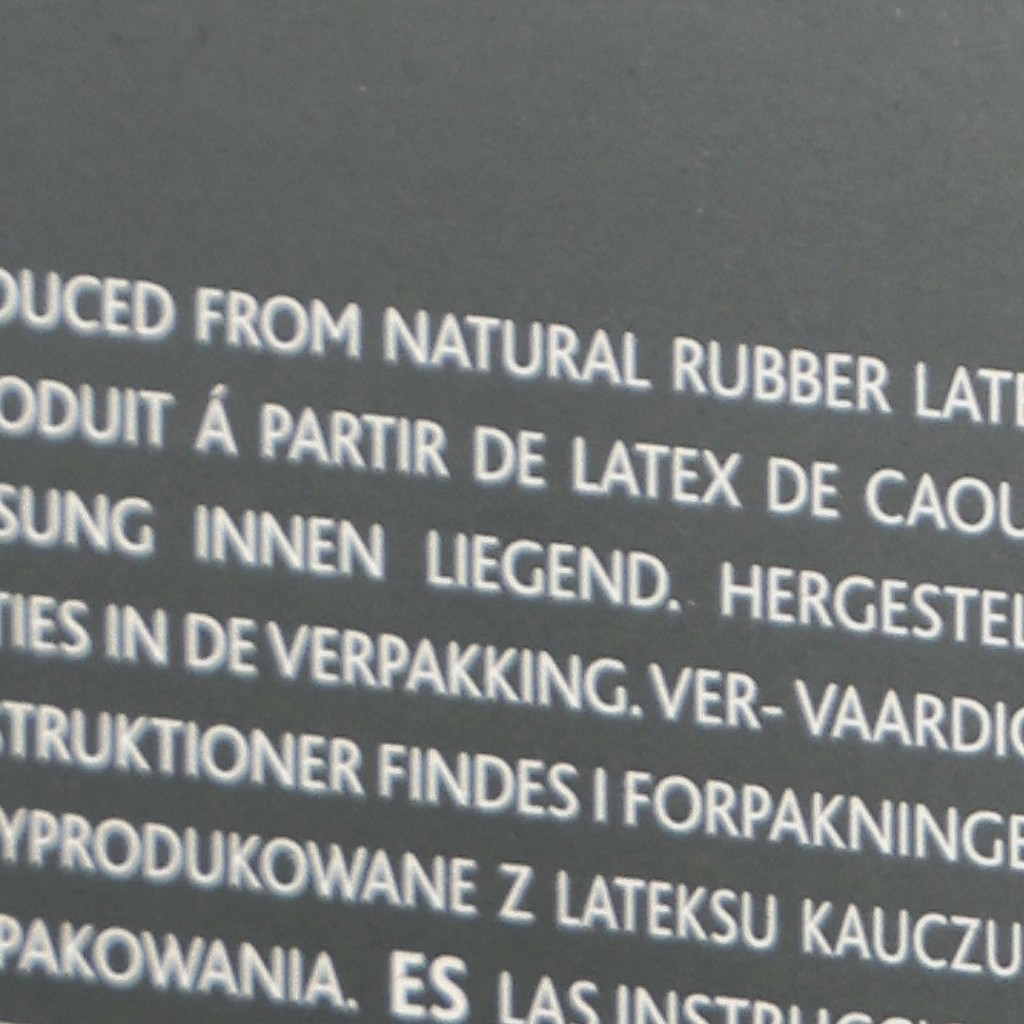 DUCED FROM NATURAL RUBBER LATE
ODUIT Á PARTIR DE LATEX DE CAOU
SUNG INNEN LIEGEND. HERGESTEL
TIES IN DE VERPAKKING. VER- VAARDIG
STRUKTIONER FINDES I FORPAKNINGE
YPRODUKOWANE Z LATEKSU KAUCZU
PAKOWANIA. ES LAS INSTRUCC